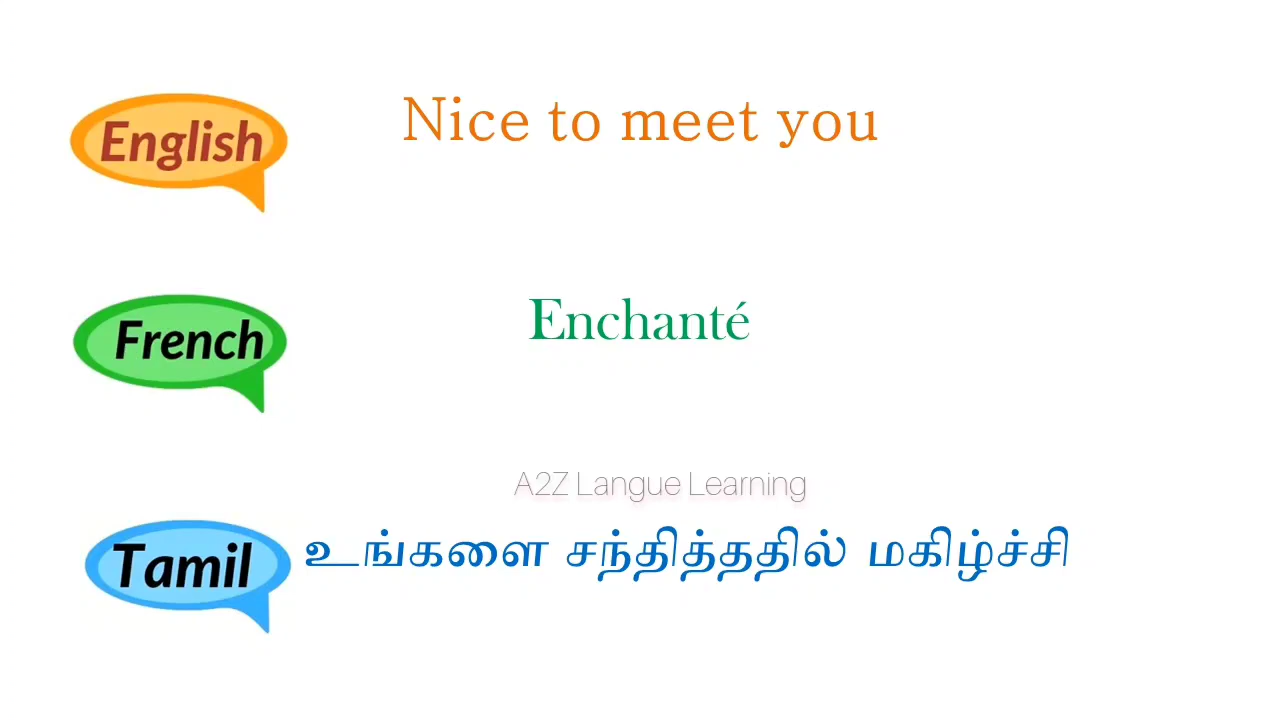 English
Nice to meet you
French
Enchanté
A2Z Langue Learning
Tamil
உங்களை சந்தித்ததில் மகிழ்ச்சி